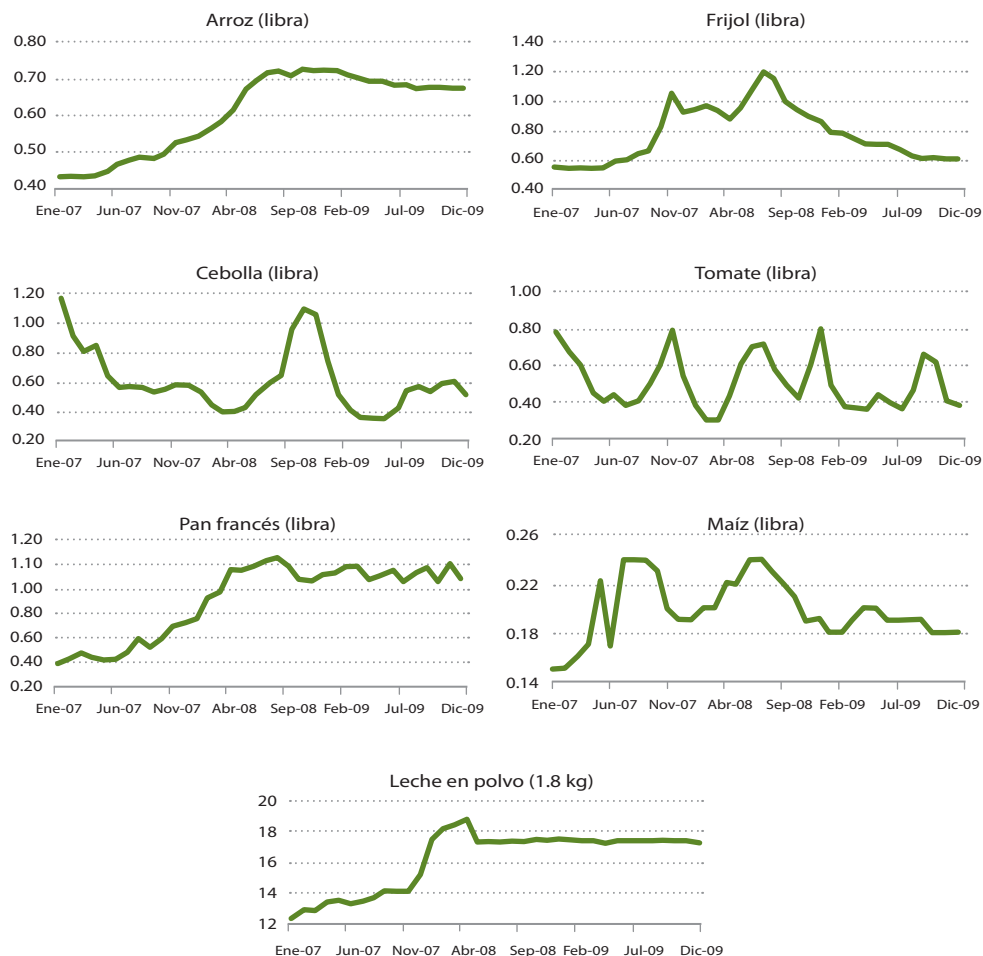 Arroz (libra)
0.80
0.70
0.60
0.50
0.40
Ene-07 Jun-07 Nov-07 Abr-08 Sep-08 Feb-09 Jul-09 Dic-09
Frijol (libra)
1.40
1.20
1.00
0.80
0.60
0.40
Ene-07 Jun-07 Nov-07 Abr-08 Sep-08 Feb-09 Jul-09 Dic-09
Cebolla (libra)
1.20
1.00
0.80
0.60
0.40
0.20
Ene-07 Jun-07 Nov-07 Abr-08 Sep-08 Feb-09 Jul-09 Dic-09
Tomate (libra)
1.00
0.80
0.60
0.40
0.20
Ene-07 Jun-07 Nov-07 Abr-08 Sep-08 Feb-09 Jul-09 Dic-09
Pan francés (libra)
1.20
1.10
1.00
0.80
0.60
0.40
0.20
Ene-07 Jun-07 Nov-07 Abr-08 Sep-08 Feb-09 Jul-09 Dic-09
Maíz (libra)
0.26
0.22
0.18
0.14
Ene-07 Jun-07 Nov-07 Abr-08 Sep-08 Feb-09 Jul-09 Dic-09
Leche en polvo (1.8 kg)
20
18
16
14
12
Ene-07 Jun-07 Nov-07 Abr-08 Sep-08 Feb-09 Jul-09 Dic-09